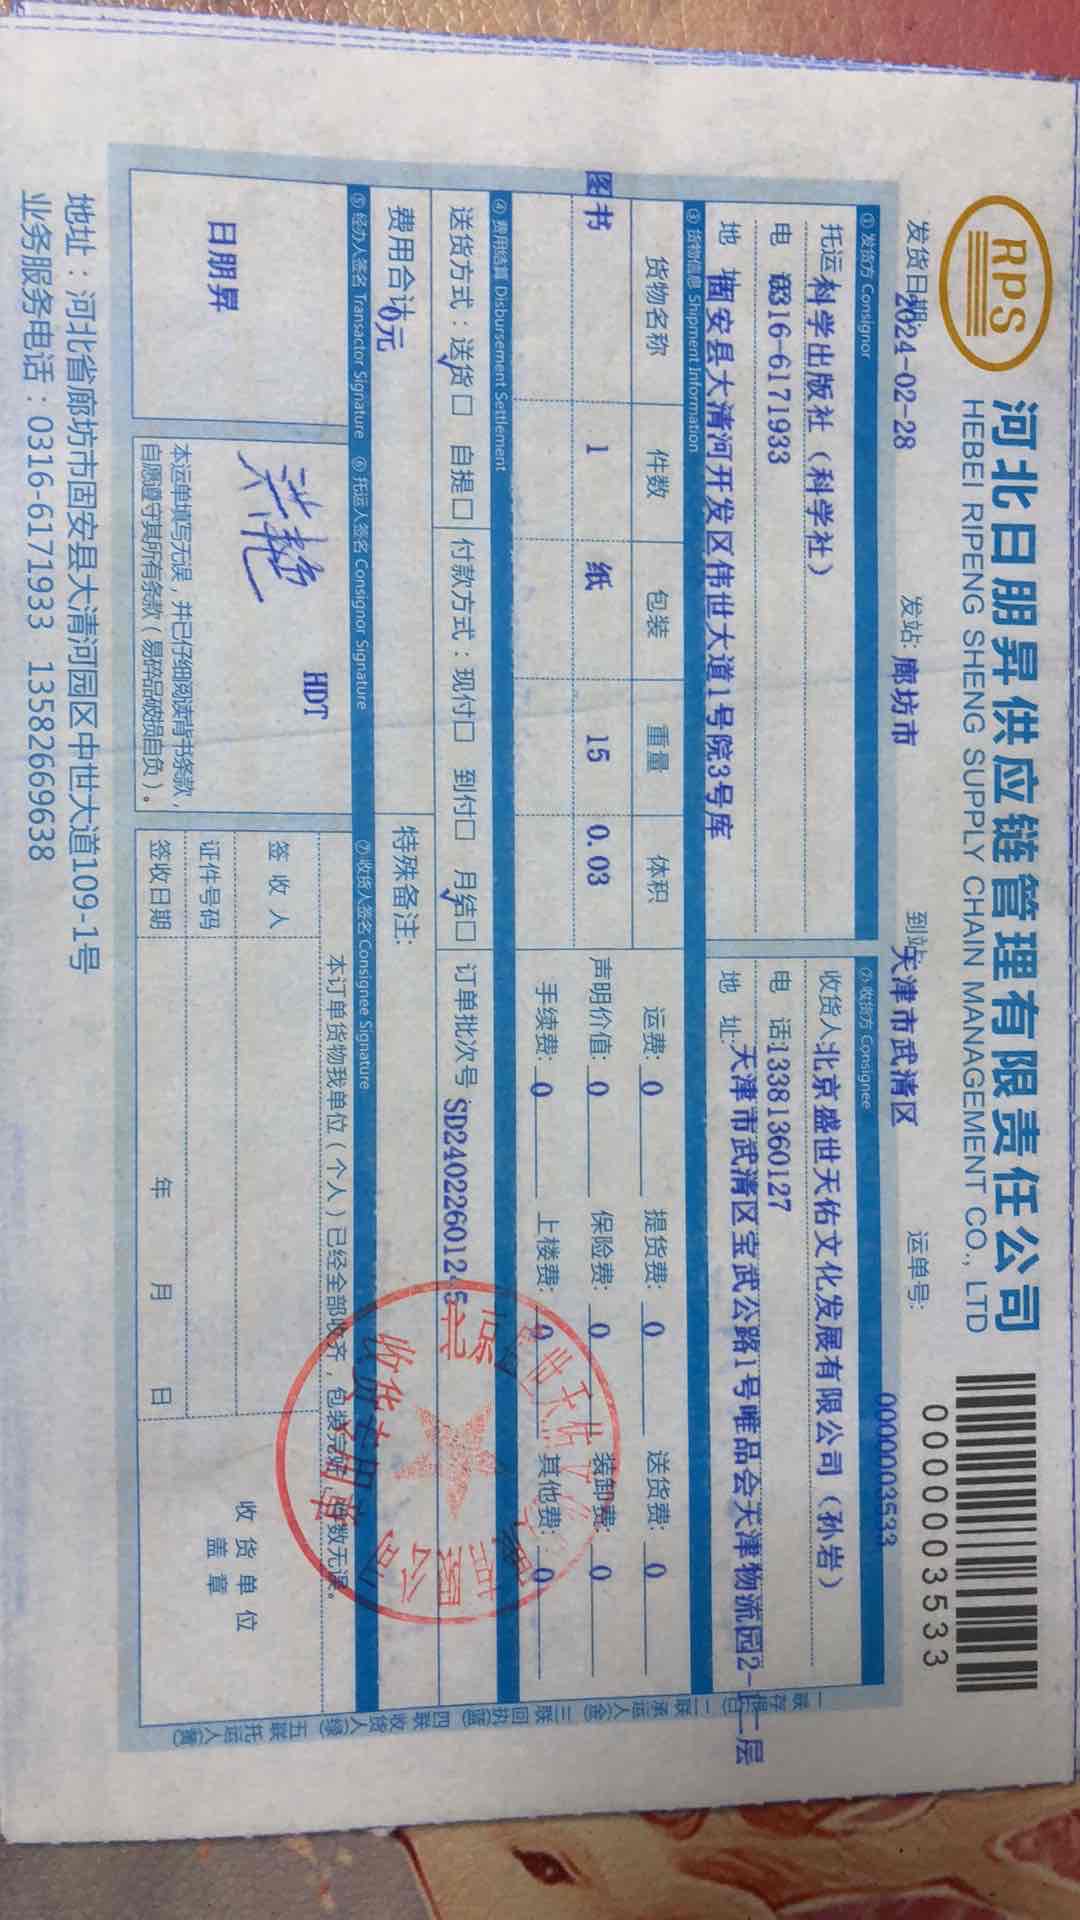 RPS
河北日朋昇供应链管理有限责任公司
HEBEI RIPENG SHENG SUPPLY CHAIN MANAGEMENT CO., LTD
0000003533
发货日期: 2024-02-28 发站: 廊坊市 到站: 天津市武清区 运单号: 0000003533
① 发货方 Consignor
托运 科学出版社（科学社）
电 0316-6171933
地 固安县大清河开发区伟世大道1号院3号库
② 收货方 Consignee
收货人 北京盛世天佑文化发展有限公司（孙岩）
电 话: 13381360127
地 址: 天津市武清区宝武公路1号唯品会天津物流园2-二层
③ 货物信息 Shipment Information
货物名称 件数 包装 重量 体积
图书 1 纸 15 0.03
运费: 0 提货费: 0 送货费: 0
声明价值: 0 保险费: 0 装卸费: 0
手续费: 0 上楼费: 0 其他费: 0
④ 费用结算 Disbursement Settlement
送货方式：送货☐✓ 自提☐ 付款方式：现付☐ 到付☐ 月结☐✓ 订单批次号: SD24022601245
费用合计 0元 特殊备注:
⑤ 经办人签名 Transactor Signature
日朋昇
⑥ 托运人签名 Consignor Signature
HDT
本运单填写无误，并已仔细阅读背书条款，
自愿遵守其所有条款（易碎品破损自负）。
⑦ 收货人签名 Consignee Signature
本订单货物我单位（个人）已经全部收齐，包装完好，件数无误。
签 收 人
证件号码
签收日期 年 月 日
收 货 单 位
盖 章
收货专用章
一联存根(白) 二联承运人(金) 三联回执(蓝) 四联收货人(绿) 五联托运人(黄)
地址：河北省廊坊市固安县大清河园区中世大道109-1号
业务服务电话：0316-6171933 13582669638